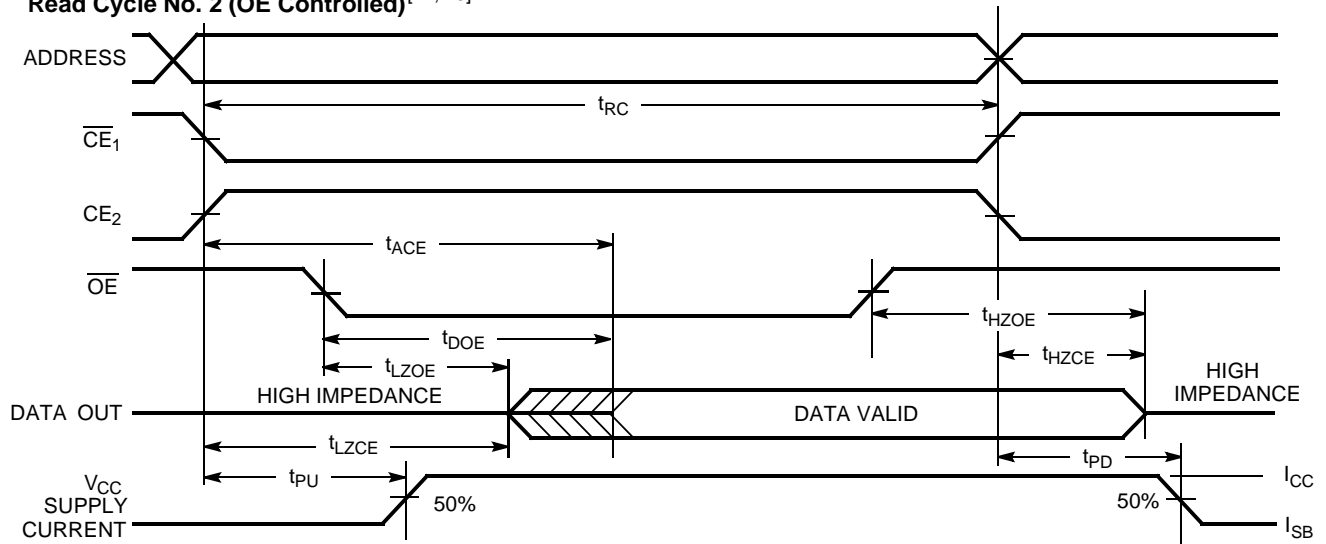 Read Cycle No. 2 (OE Controlled)
ADDRESS
tRC
CE1
CE2
tACE
OE
tHZOE
tDOE
tHZCE
tLZOE
HIGH IMPEDANCE
HIGH
IMPEDANCE
DATA OUT
DATA VALID
tLZCE
tPU
tPD
VCC
SUPPLY
CURRENT
50%
50%
ICC
ISB